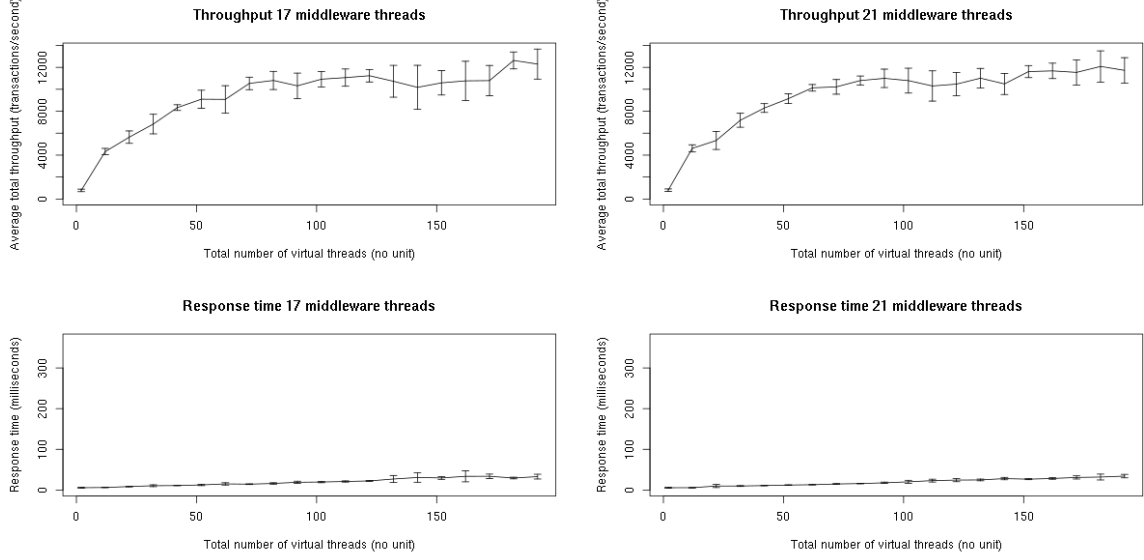 Throughput 17 middleware threads
Average total throughput (transactions/second)
0 4000 8000 12000
0 50 100 150
Total number of virtual threads (no unit)
Throughput 21 middleware threads
Average total throughput (transactions/second)
0 4000 8000 12000
0 50 100 150
Total number of virtual threads (no unit)
Response time 17 middleware threads
Response time (milliseconds)
0 100 200 300
0 50 100 150
Total number of virtual threads (no unit)
Response time 21 middleware threads
Response time (milliseconds)
0 100 200 300
0 50 100 150
Total number of virtual threads (no unit)